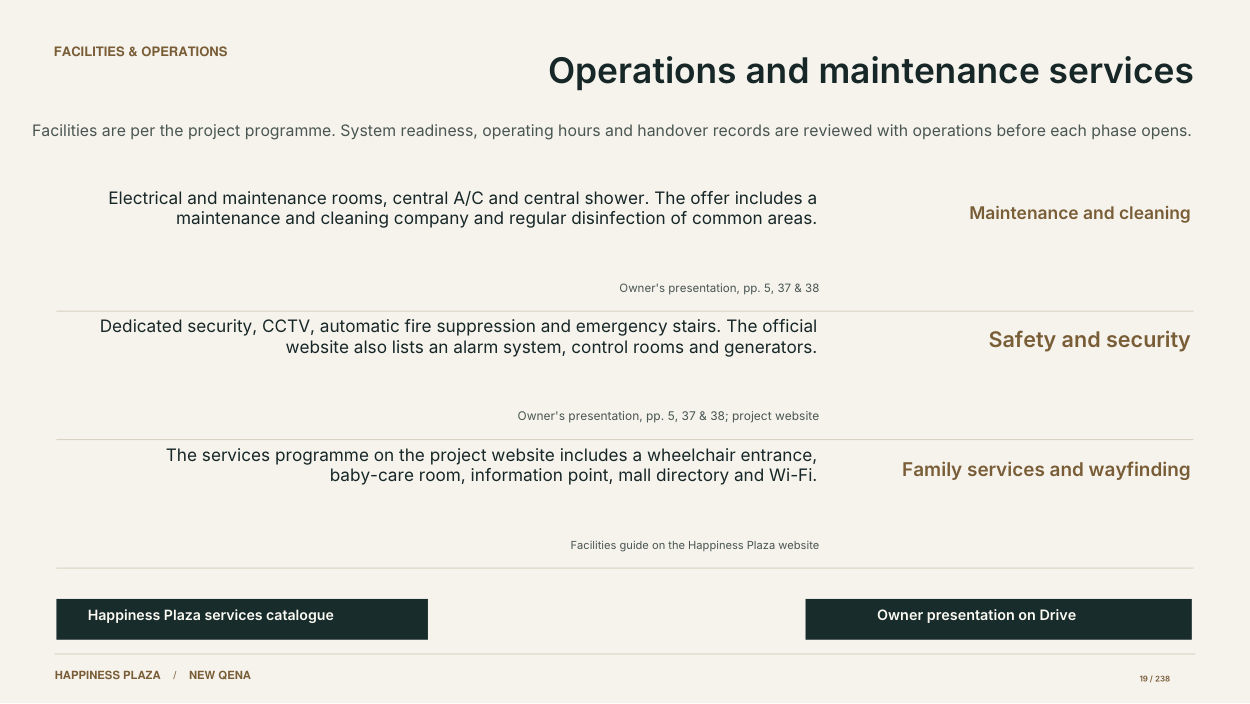 FACILITIES & OPERATIONS
Operations and maintenance services
Facilities are per the project programme. System readiness, operating hours and handover records are reviewed with operations before each phase opens.
Electrical and maintenance rooms, central A/C and central shower. The offer includes a
maintenance and cleaning company and regular disinfection of common areas.
Maintenance and cleaning
Owner's presentation, pp. 5, 37 & 38
Dedicated security, CCTV, automatic fire suppression and emergency stairs. The official
website also lists an alarm system, control rooms and generators.
Safety and security
Owner's presentation, pp. 5, 37 & 38; project website
The services programme on the project website includes a wheelchair entrance,
baby-care room, information point, mall directory and Wi-Fi.
Family services and wayfinding
Facilities guide on the Happiness Plaza website
Happiness Plaza services catalogue
Owner presentation on Drive
HAPPINESS PLAZA / NEW QENA
19 / 238